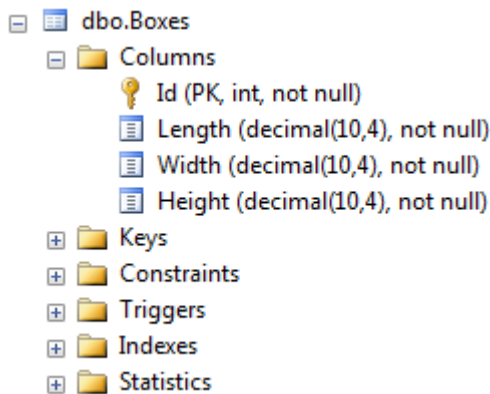 dbo.Boxes
Columns
Id (PK, int, not null)
Length (decimal(10,4), not null)
Width (decimal(10,4), not null)
Height (decimal(10,4), not null)
Keys
Constraints
Triggers
Indexes
Statistics